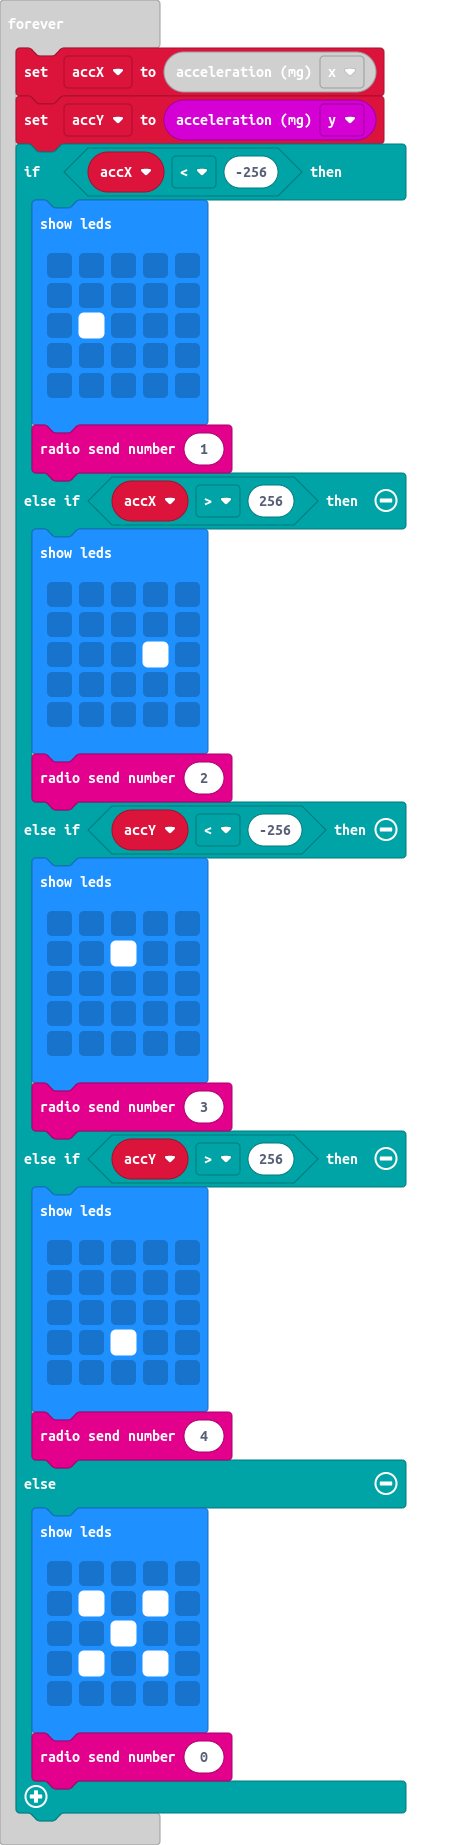 forever
set accX to acceleration (mg) x
set accY to acceleration (mg) y
if accX < -256 then
show leds
radio send number 1
else if accX > 256 then
show leds
radio send number 2
else if accY < -256 then
show leds
radio send number 3
else if accY > 256 then
show leds
radio send number 4
else
show leds
radio send number 0